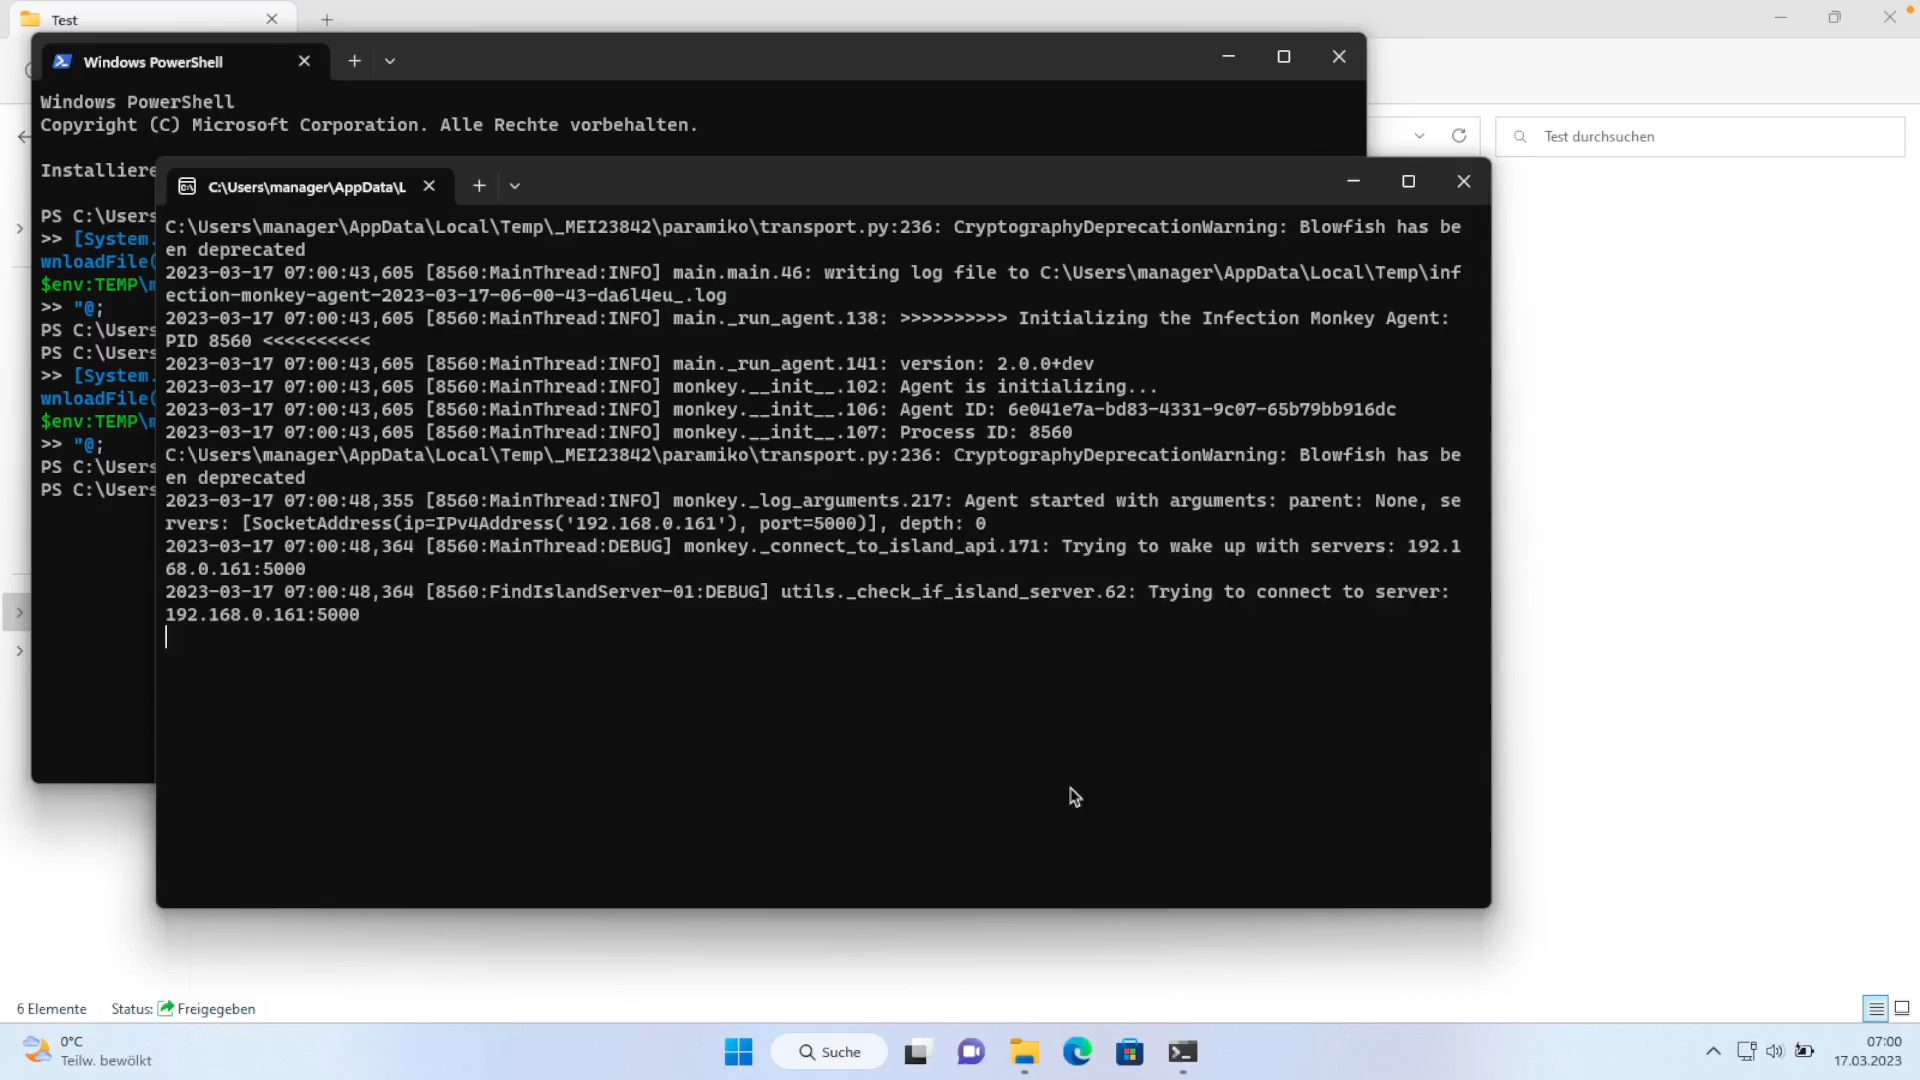 Test
Windows PowerShell
Windows PowerShell
Copyright (C) Microsoft Corporation. Alle Rechte vorbehalten.
Test durchsuchen
Installiere
C:\Users\manager\AppData\L
PS C:\Users
>> [System.
wnloadFile(
$env:TEMP\m
>> "@;
PS C:\Users
PS C:\Users
>> [System.
wnloadFile(
$env:TEMP\m
>> "@;
PS C:\Users
PS C:\Users
C:\Users\manager\AppData\Local\Temp\_MEI23842\paramiko\transport.py:236: CryptographyDeprecationWarning: Blowfish has be
en deprecated
2023-03-17 07:00:43,605 [8560:MainThread:INFO] main.main.46: writing log file to C:\Users\manager\AppData\Local\Temp\inf
ection-monkey-agent-2023-03-17-06-00-43-da6l4eu_.log
2023-03-17 07:00:43,605 [8560:MainThread:INFO] main._run_agent.138: >>>>>>>>>> Initializing the Infection Monkey Agent:
PID 8560 <<<<<<<<<<
2023-03-17 07:00:43,605 [8560:MainThread:INFO] main._run_agent.141: version: 2.0.0+dev
2023-03-17 07:00:43,605 [8560:MainThread:INFO] monkey.__init__.102: Agent is initializing...
2023-03-17 07:00:43,605 [8560:MainThread:INFO] monkey.__init__.106: Agent ID: 6e041e7a-bd83-4331-9c07-65b79bb916dc
2023-03-17 07:00:43,605 [8560:MainThread:INFO] monkey.__init__.107: Process ID: 8560
C:\Users\manager\AppData\Local\Temp\_MEI23842\paramiko\transport.py:236: CryptographyDeprecationWarning: Blowfish has be
en deprecated
2023-03-17 07:00:48,355 [8560:MainThread:INFO] monkey._log_arguments.217: Agent started with arguments: parent: None, se
rvers: [SocketAddress(ip=IPv4Address('192.168.0.161'), port=5000)], depth: 0
2023-03-17 07:00:48,364 [8560:MainThread:DEBUG] monkey._connect_to_island_api.171: Trying to wake up with servers: 192.1
68.0.161:5000
2023-03-17 07:00:48,364 [8560:FindIslandServer-01:DEBUG] utils._check_if_island_server.62: Trying to connect to server:
192.168.0.161:5000
6 Elemente
Status: Freigegeben
0°C
Teilw. bewölkt
Suche
07:00
17.03.2023